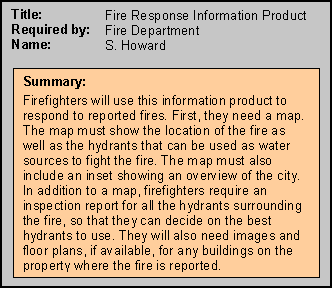 Title: Fire Response Information Product
Required by: Fire Department
Name: S. Howard
Summary:
Firefighters will use this information product to
respond to reported fires. First, they need a map.
The map must show the location of the fire as
well as the hydrants that can be used as water
sources to fight the fire. The map must also
include an inset showing an overview of the city.
In addition to a map, firefighters require an
inspection report for all the hydrants surrounding
the fire, so that they can decide on the best
hydrants to use. They will also need images and
floor plans, if available, for any buildings on the
property where the fire is reported.